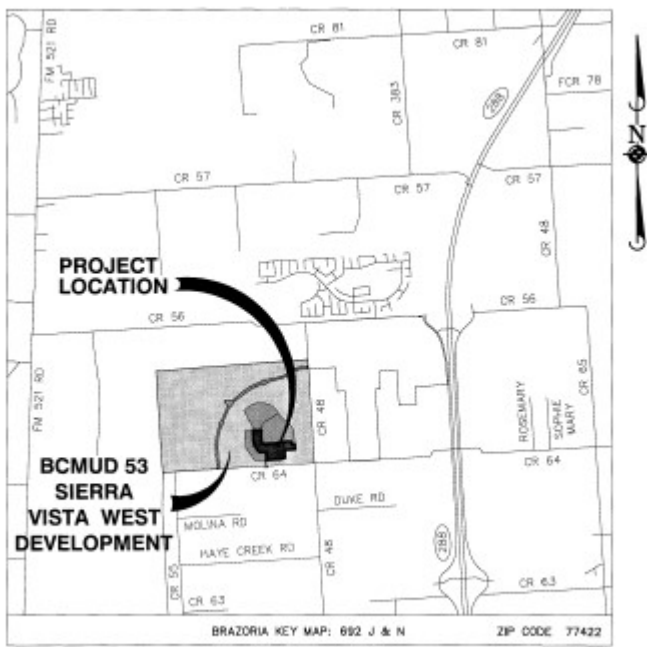 CR 81
CR 81
FM 521 RD
CR 383
288
FCR 78
N
CR 57
CR 57
CR 57
CR 48
PROJECT
LOCATION
CR 56
CR 56
FM 521 RD
CR 48
ROSEMARY
SOPHIE
MARY
CR 65
BCMUD 53
SIERRA
VISTA WEST
DEVELOPMENT
CR 64
CR 64
DUKE RD
MOLINA RD
HAYE CREEK RD
CR 48
288
CR 55
CR 63
CR 63
BRAZORIA KEY MAP: 692 J & N
ZIP CODE 77422